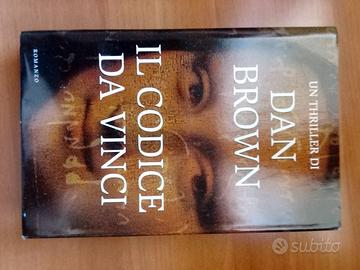 UN THRILLER DI
DAN
BROWN
IL CODICE
DA VINCI
ROMANZO
subito